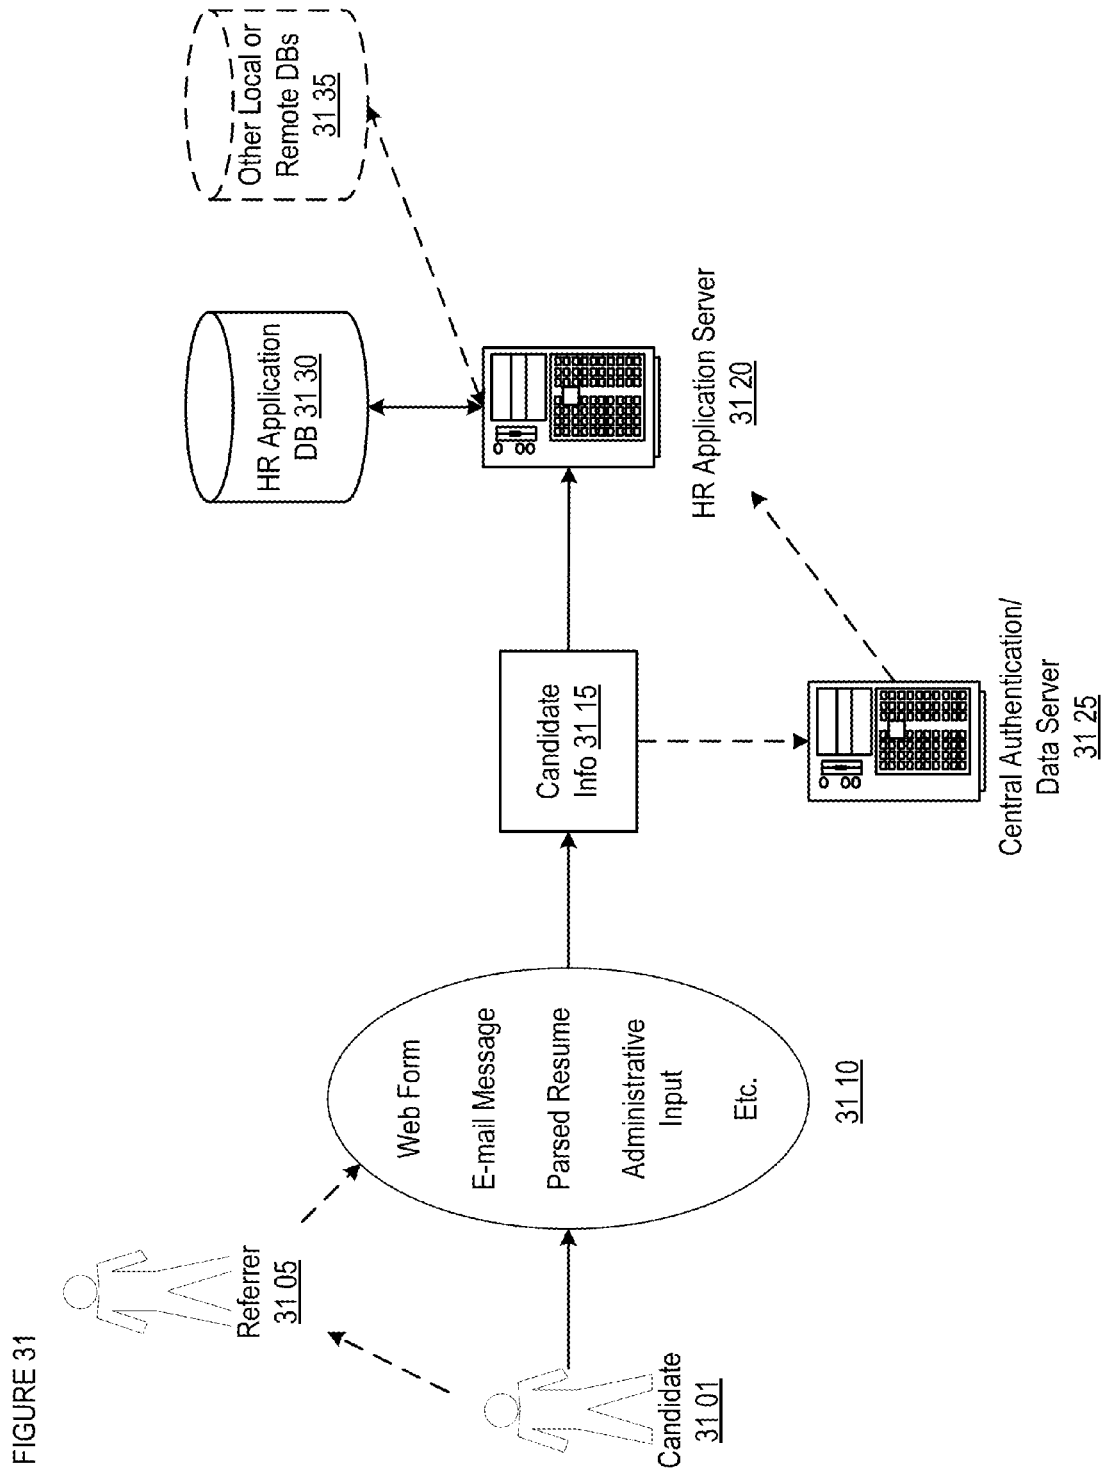 FIGURE 31
Referrer
31 05
Candidate
31 01
Web Form
E-mail Message
Parsed Resume
Administrative
Input
Etc.
31 10
Candidate
Info 31 15
Central Authentication/
Data Server
31 25
HR Application
DB 31 30
HR Application Server
31 20
Other Local or
Remote DBs
31 35